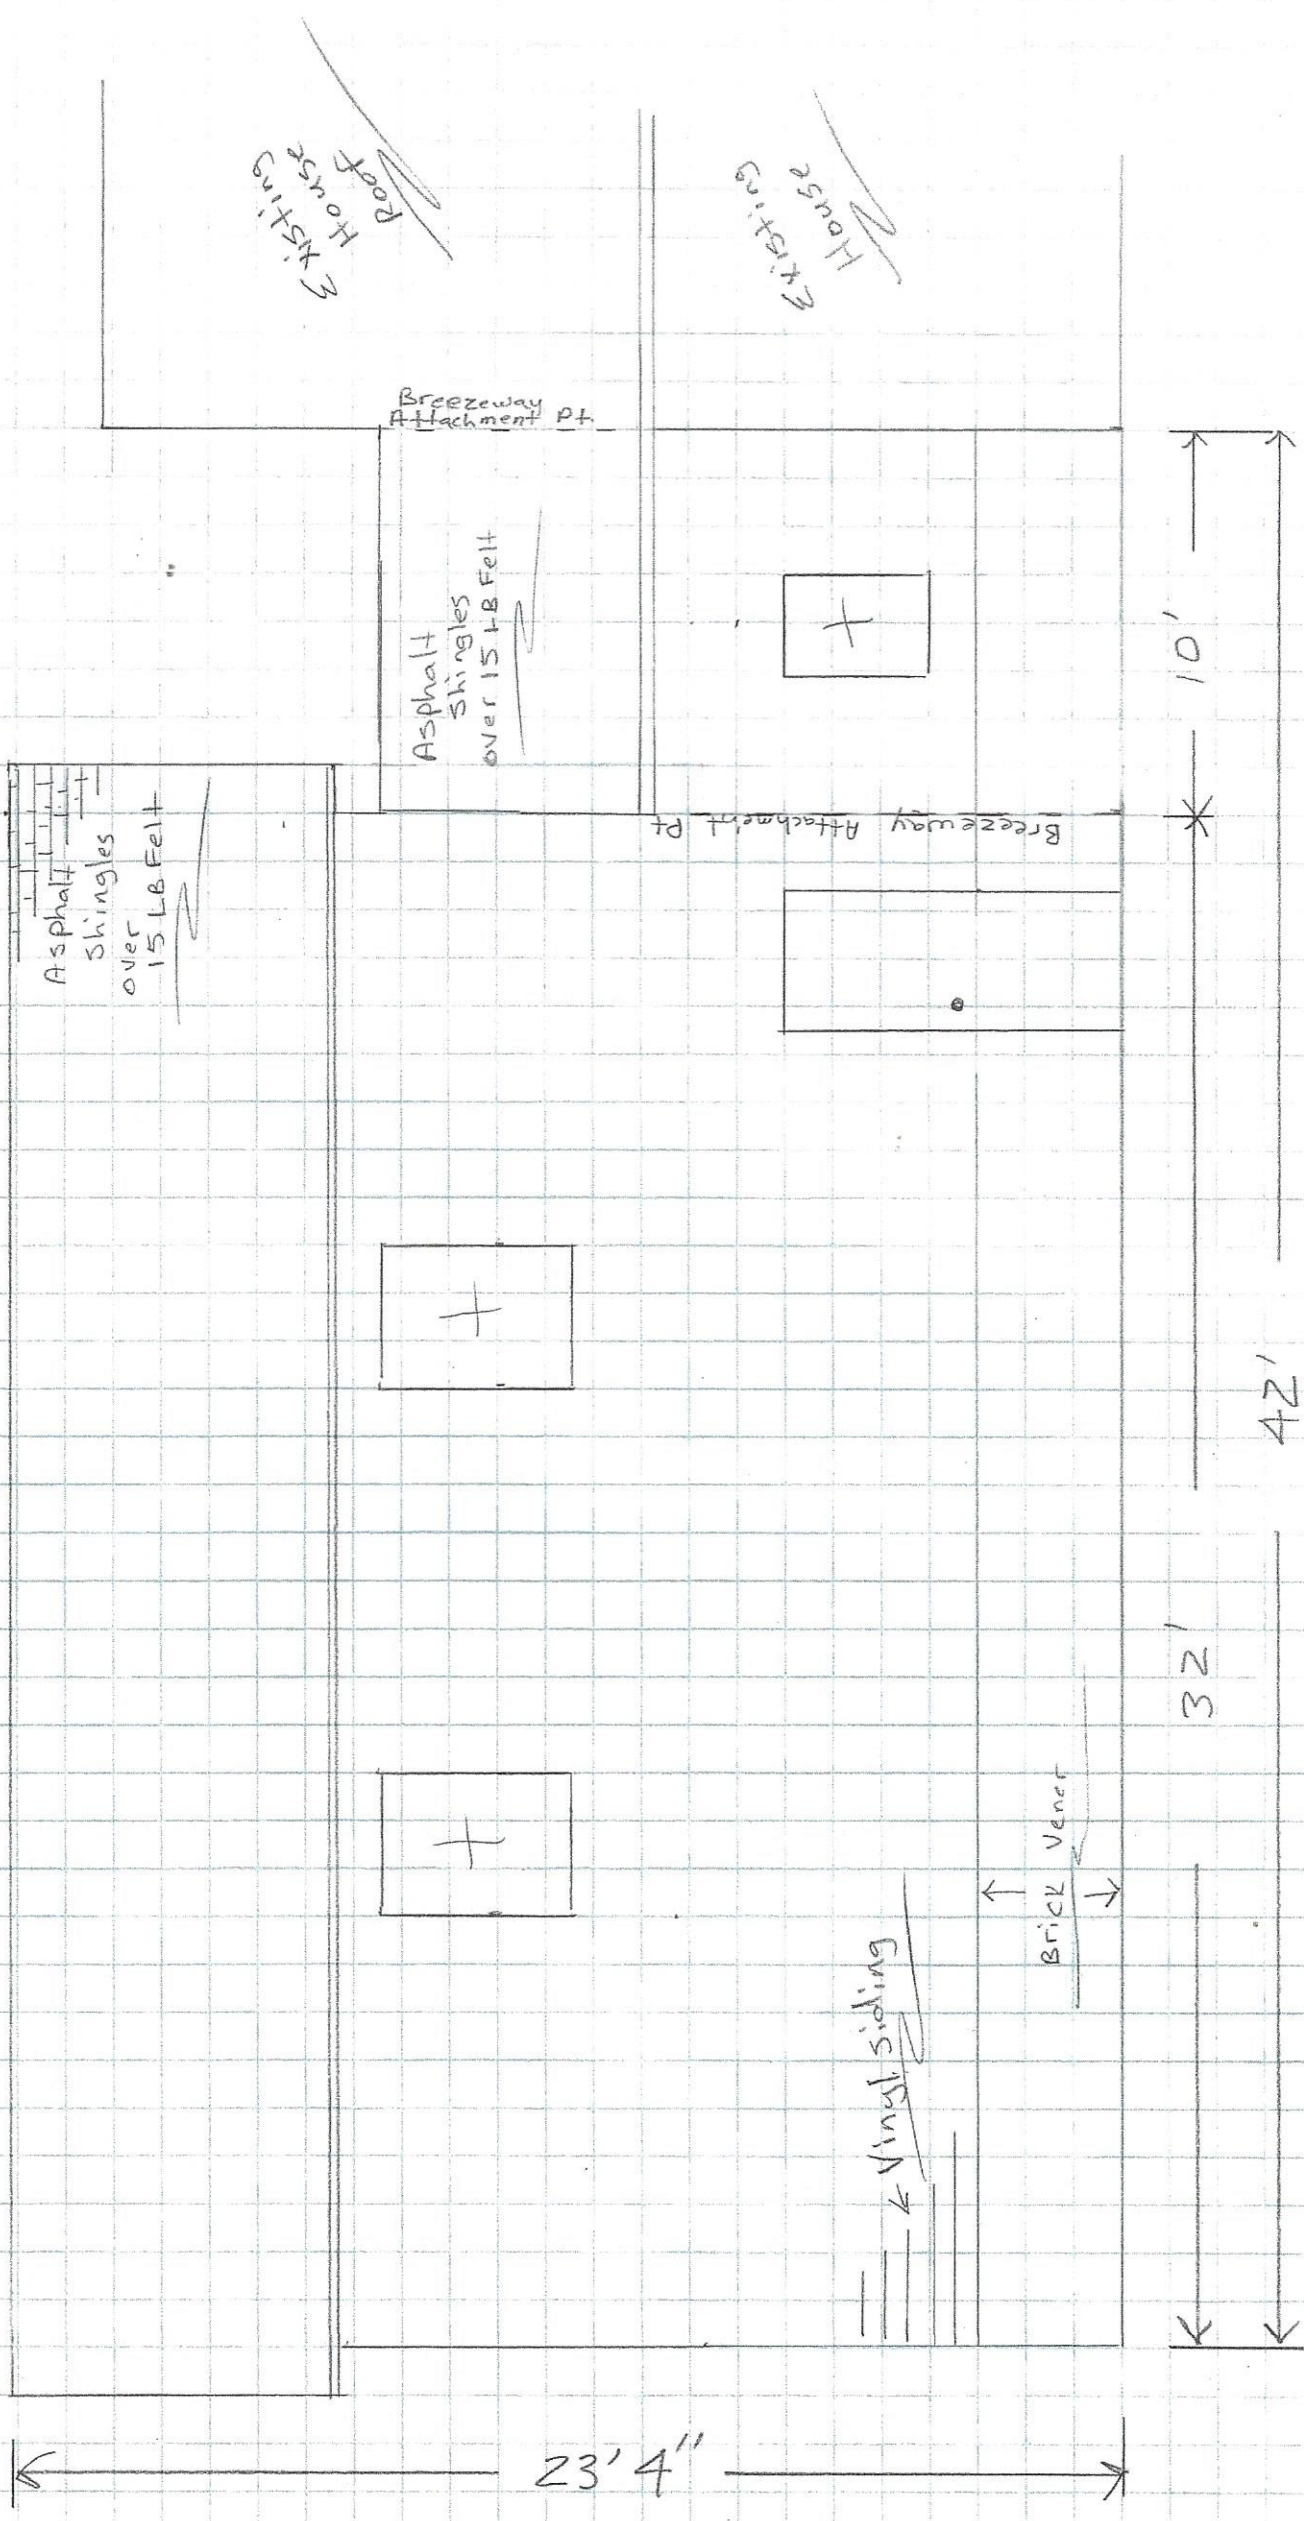 Existing
House
Roof
Existing
House
Breezeway
Attachment Pt.
Asphalt
Shingles
over 15 LB Felt
Asphalt
Shingles
over
15 LB Felt
Breezeway Attachment Pt
10'
42'
32'
Brick Vener
Vinyl Siding
23' 4"